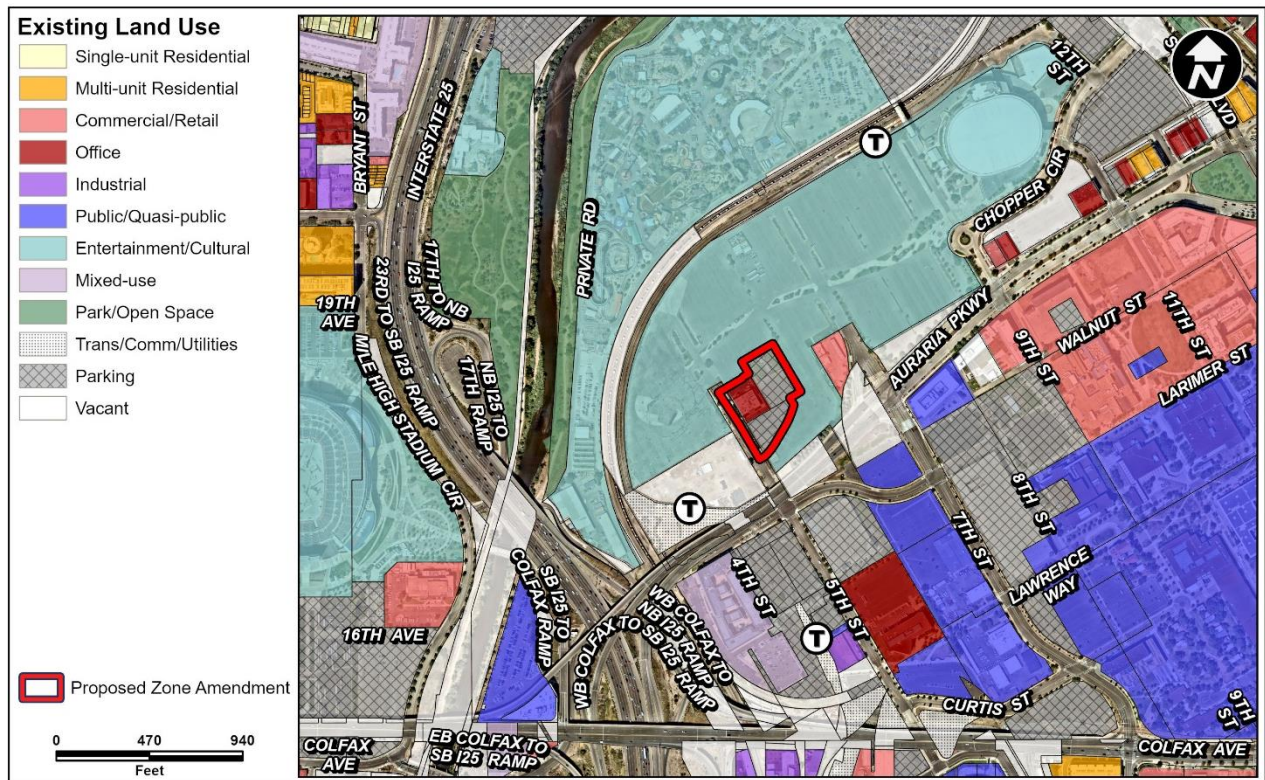 Existing Land Use
Single-unit Residential
Multi-unit Residential
Commercial/Retail
Office
Industrial
Public/Quasi-public
Entertainment/Cultural
Mixed-use
Park/Open Space
Trans/Comm/Utilities
Parking
Vacant
Proposed Zone Amendment
0 470 940
Feet
BRYANT ST
INTERSTATE 25
17TH TO NB
I25 RAMP
23RD TO SB I25 RAMP
19TH
AVE
MILE HIGH STADIUM CIR
NB I25 TO
17TH RAMP
PRIVATE RD
12TH
ST
BLVD
N
T
CHOPPER CIR
AURARIA PKWY
9TH ST
WALNUT ST
11TH ST
LARIMER ST
8TH ST
7TH ST
LAWRENCE
WAY
T
4TH ST
5TH ST
T
16TH AVE
SB I25 TO
COLFAX RAMP
WB COLFAX TO SB I25 RAMP
WB COLFAX TO
NB I25 RAMP
CURTIS ST
9TH
ST
COLFAX
AVE
EB COLFAX TO
SB I25 RAMP
COLFAX AVE